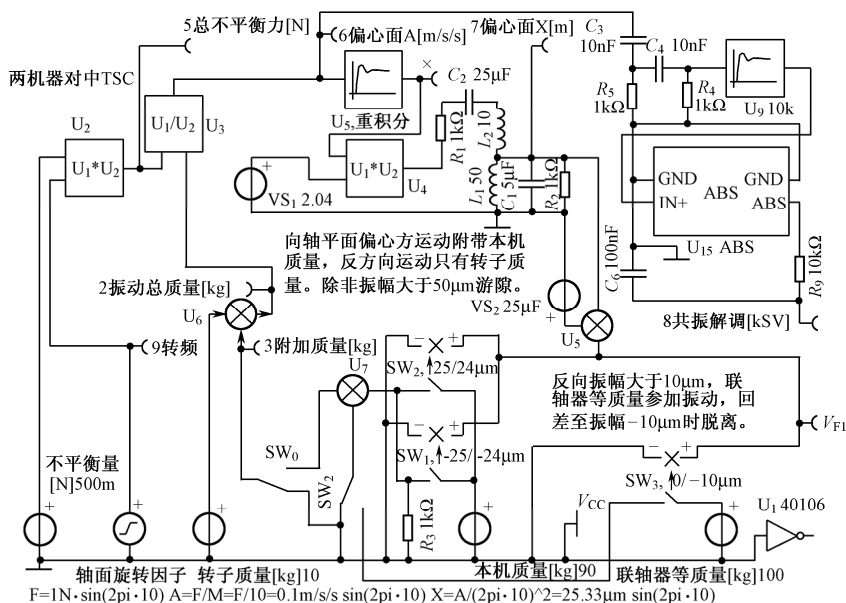 5总不平衡力[N]
6偏心面A[m/s/s]
7偏心面X[m]
C3
10nF
C4 10nF
两机器对中TSC
×
C2 25μF
R5
1kΩ
R4
1kΩ
U9 10k
U2
U1/U2
U3
U5,重积分
R1 1kΩ
L2 10
U1*U2
U1*U2
U4
VS1 2.04
L1 50
C1 5μF
R2 1kΩ
GND
ABS
GND
IN+
ABS
向轴平面偏心方运动附带本机
质量，反方向运动只有转子质
量。除非振幅大于50μm游隙。
C6 100nF
U15 ABS
R9 10kΩ
2振动总质量[kg]
VS2 25μF
U6
U5
8共振解调[kSV]
9转频
3附加质量[kg]
U7
SW2, 25/24μm
反向振幅大于10μm，联
轴器等质量参加振动，回
差至振幅−10μm时脱离。
VF1
SW0
SW1, -25/-24μm
不平衡量
[N]500m
SW2
SW3, 0/−10μm
R3 1kΩ
VCC
U1 40106
轴面旋转因子 转子质量[kg]10
本机质量[kg]90
联轴器等质量[kg]100
F=1N·sin(2pi·10) A=F/M=F/10=0.1m/s/s sin(2pi·10) X=A/(2pi·10)^2=25.33μm sin(2pi·10)